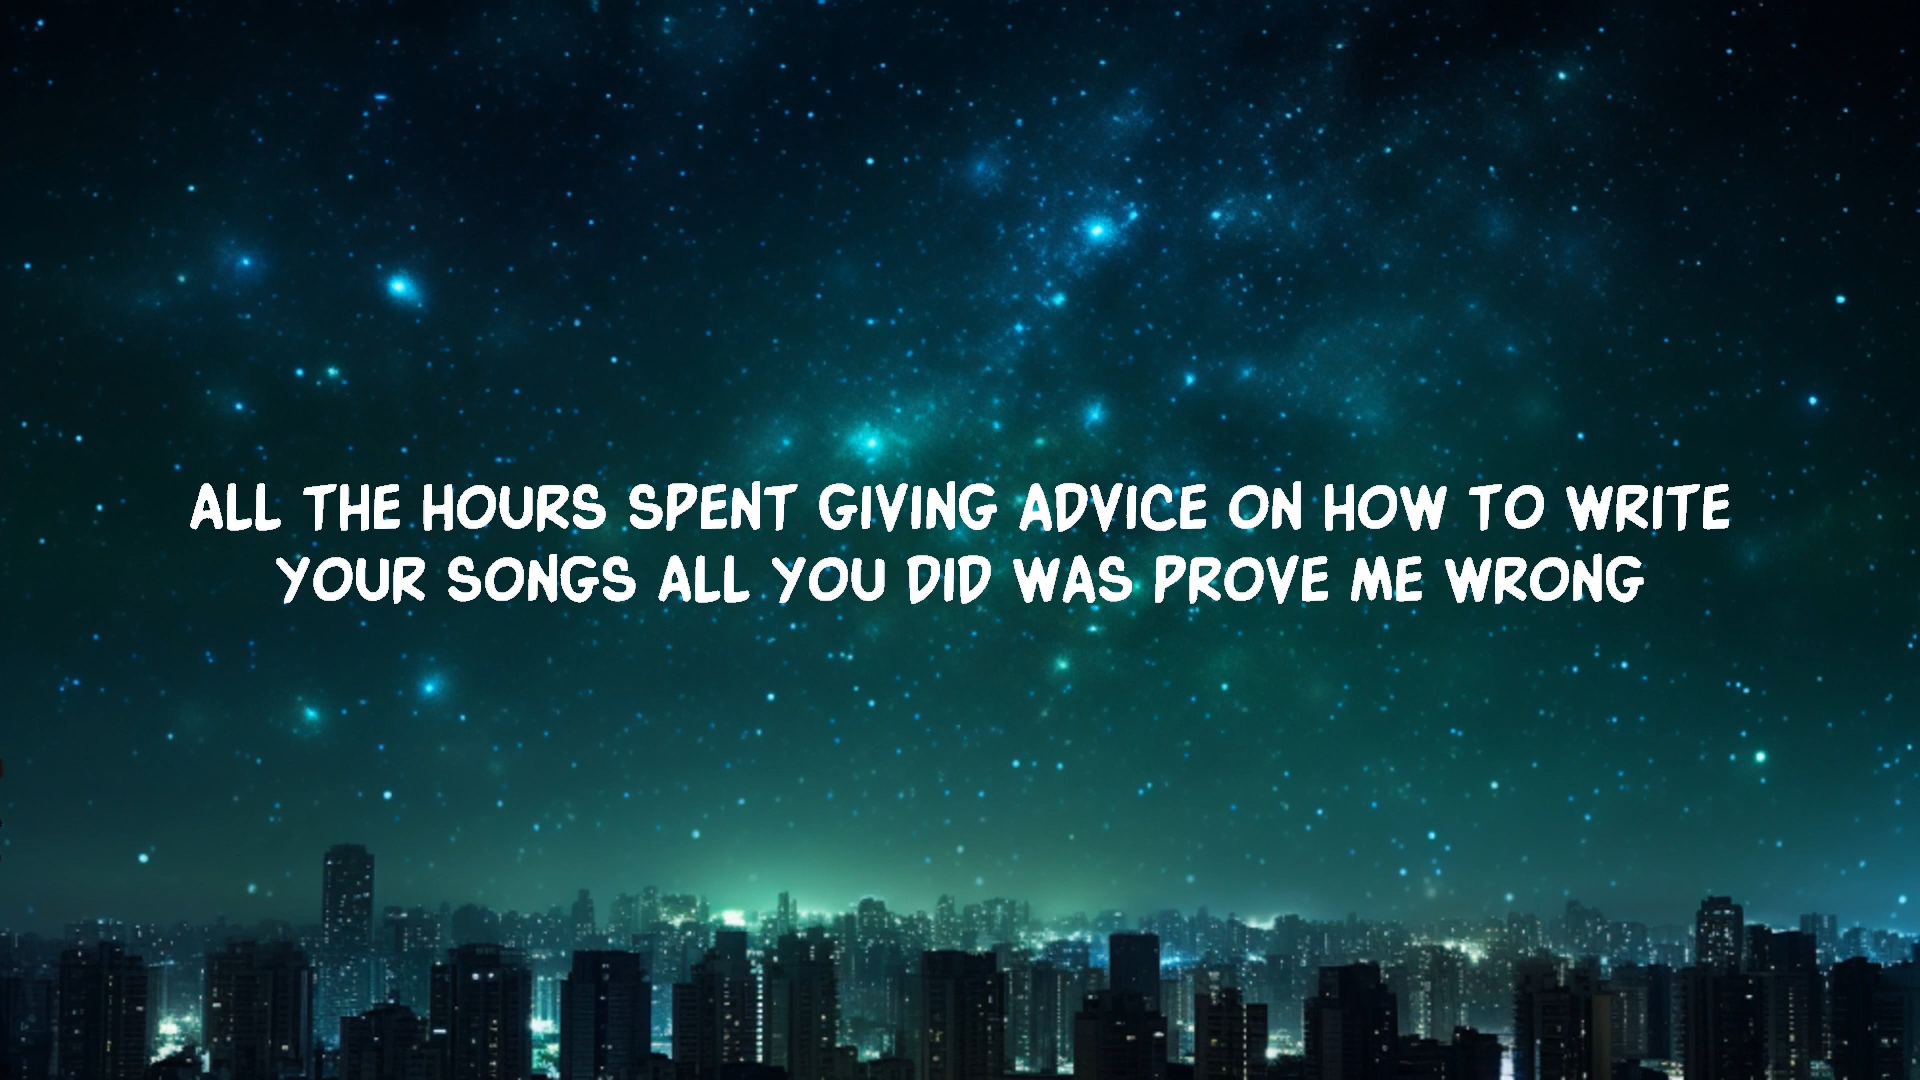 ALL THE HOURS SPENT GIVING ADVICE ON HOW TO WRITE
YOUR SONGS ALL YOU DID WAS PROVE ME WRONG